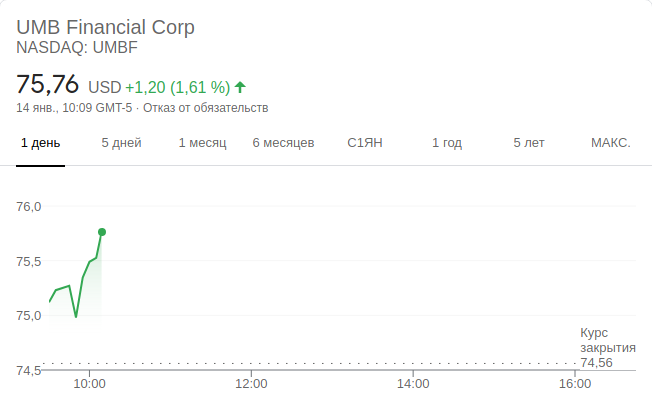 UMB Financial Corp
NASDAQ: UMBF
75,76 USD +1,20 (1,61 %)
14 янв., 10:09 GMT-5 · Отказ от обязательств
1 день 5 дней 1 месяц 6 месяцев С1ЯН 1 год 5 лет МАКС.
76,0
75,5
75,0
Курс
закрытия
74,56
74,5
10:00 12:00 14:00 16:00